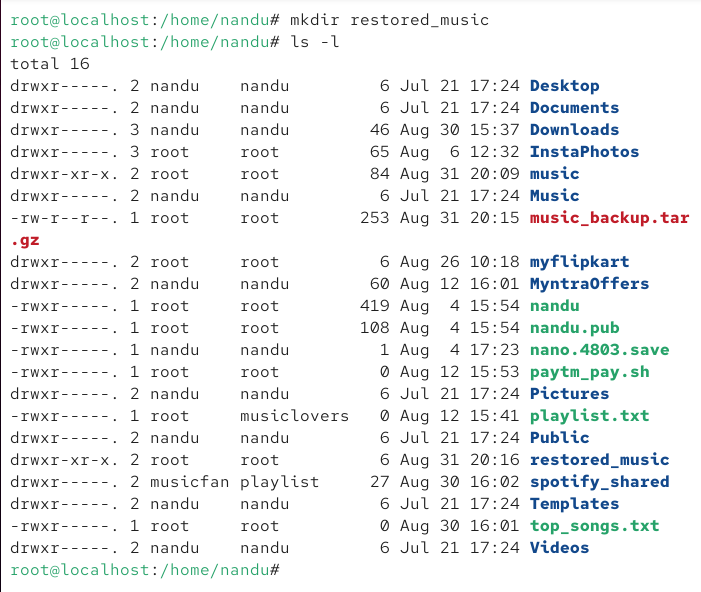 root@localhost:/home/nandu# mkdir restored_music
root@localhost:/home/nandu# ls -l
total 16
drwxr-----. 2 nandu    nandu         6 Jul 21 17:24 Desktop
drwxr-----. 2 nandu    nandu         6 Jul 21 17:24 Documents
drwxr-----. 3 nandu    nandu        46 Aug 30 15:37 Downloads
drwxr-----. 3 root     root         65 Aug  6 12:32 InstaPhotos
drwxr-xr-x. 2 root     root         84 Aug 31 20:09 music
drwxr-----. 2 nandu    nandu         6 Jul 21 17:24 Music
-rw-r--r--. 1 root     root        253 Aug 31 20:15 music_backup.tar
.gz
drwxr-----. 2 root     root          6 Aug 26 10:18 myflipkart
drwxr-----. 2 nandu    nandu        60 Aug 12 16:01 MyntraOffers
-rwxr-----. 1 root     root        419 Aug  4 15:54 nandu
-rwxr-----. 1 root     root        108 Aug  4 15:54 nandu.pub
-rwxr-----. 1 nandu    nandu         1 Aug  4 17:23 nano.4803.save
-rwxr-----. 1 root     root          0 Aug 12 15:53 paytm_pay.sh
drwxr-----. 2 nandu    nandu         6 Jul 21 17:24 Pictures
-rwxr-----. 1 root     musiclovers   0 Aug 12 15:41 playlist.txt
drwxr-----. 2 nandu    nandu         6 Jul 21 17:24 Public
drwxr-xr-x. 2 root     root          6 Aug 31 20:16 restored_music
drwxr-----. 2 musicfan playlist     27 Aug 30 16:02 spotify_shared
drwxr-----. 2 nandu    nandu         6 Jul 21 17:24 Templates
-rwxr-----. 1 root     root          0 Aug 30 16:01 top_songs.txt
drwxr-----. 2 nandu    nandu         6 Jul 21 17:24 Videos
root@localhost:/home/nandu#